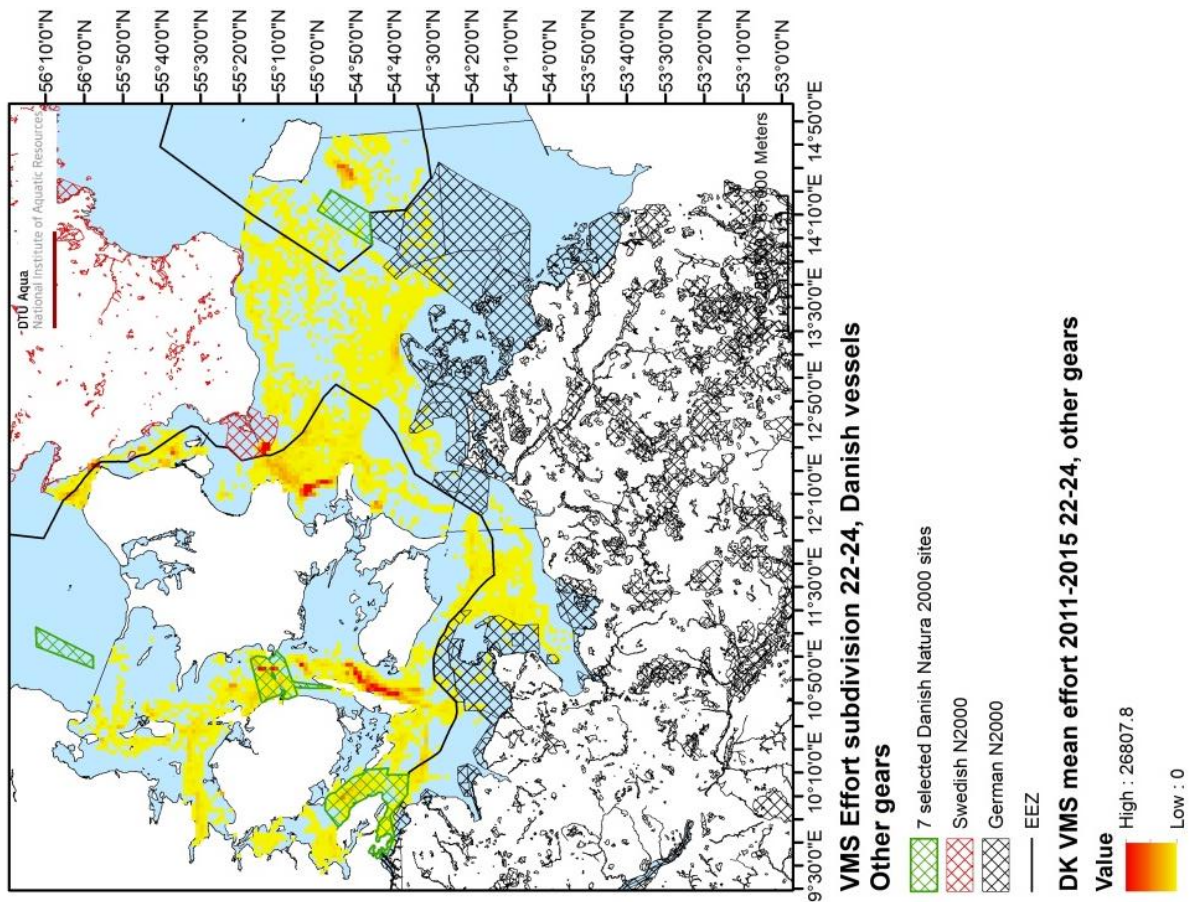 DTU Aqua
National Institute of Aquatic Resources
56°10'0"N
56°0'0"N
55°50'0"N
55°40'0"N
55°30'0"N
55°20'0"N
55°10'0"N
55°0'0"N
54°50'0"N
54°40'0"N
54°30'0"N
54°20'0"N
54°10'0"N
54°0'0"N
53°50'0"N
53°40'0"N
53°30'0"N
53°20'0"N
53°10'0"N
53°0'0"N
Meters
9°30'0"E
10°10'0"E
10°50'0"E
11°30'0"E
12°10'0"E
12°50'0"E
13°30'0"E
14°10'0"E
14°50'0"E
VMS Effort subdivision 22-24, Danish vessels
Other gears
7 selected Danish Natura 2000 sites
Swedish N2000
German N2000
EEZ
DK VMS mean effort 2011-2015 22-24, other gears
Value
High : 26807.8
Low : 0